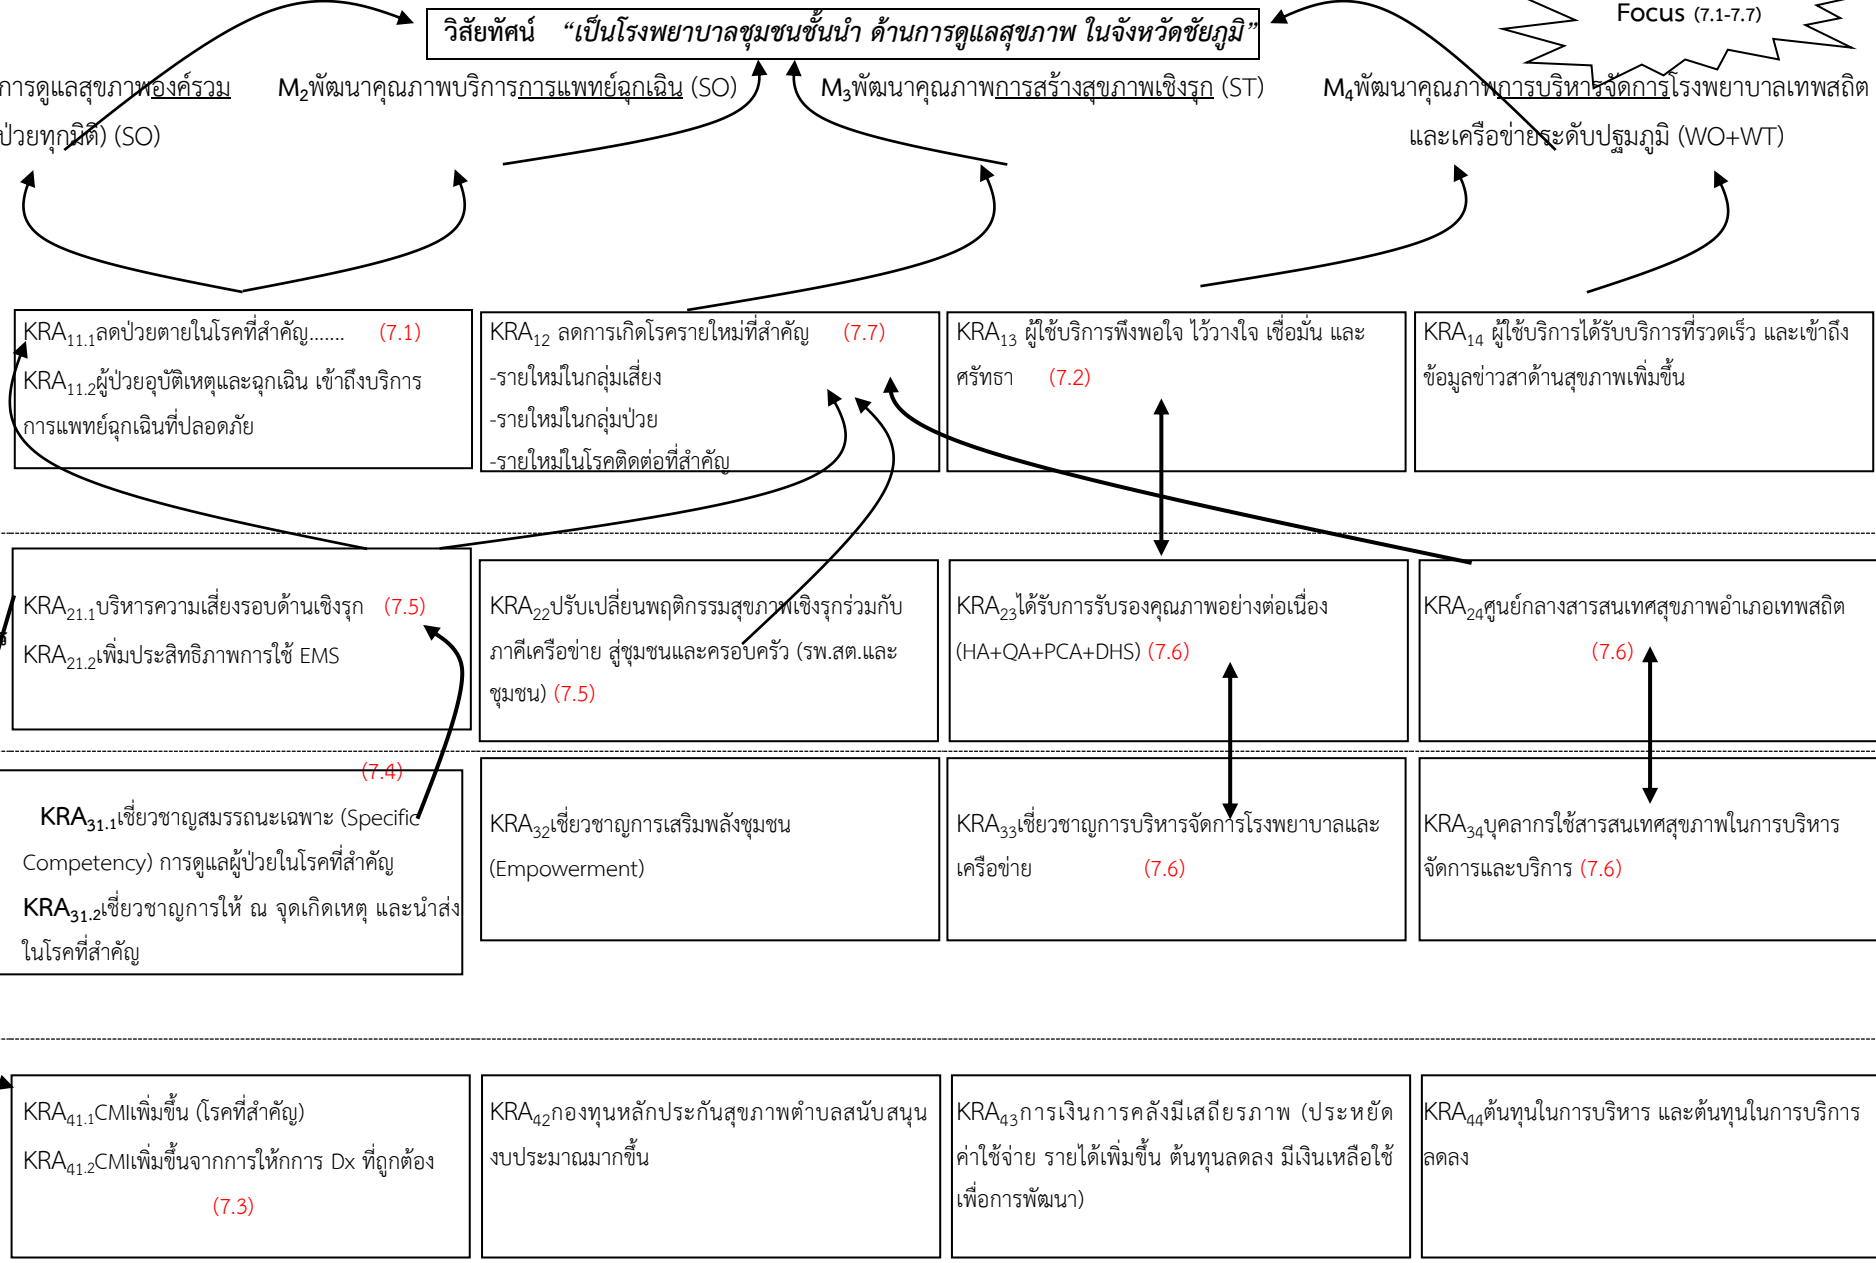 Focus (7.1-7.7)
วิสัยทัศน์ “เป็นโรงพยาบาลชุมชนชั้นนำ ด้านการดูแลสุขภาพ ในจังหวัดชัยภูมิ”
การดูแลสุขภาพองค์รวม
ป่วยทุกมิติ) (SO)
M2พัฒนาคุณภาพบริการการแพทย์ฉุกเฉิน (SO)
M3พัฒนาคุณภาพการสร้างสุขภาพเชิงรุก (ST)
M4พัฒนาคุณภาพการบริหารจัดการโรงพยาบาลเทพสถิต
และเครือข่ายระดับปฐมภูมิ (WO+WT)
KRA11.1ลดป่วยตายในโรคที่สำคัญ....... (7.1)
KRA11.2ผู้ป่วยอุบัติเหตุและฉุกเฉิน เข้าถึงบริการ
การแพทย์ฉุกเฉินที่ปลอดภัย
KRA12 ลดการเกิดโรครายใหม่ที่สำคัญ (7.7)
-รายใหม่ในกลุ่มเสี่ยง
-รายใหม่ในกลุ่มป่วย
-รายใหม่ในโรคติดต่อที่สำคัญ
KRA13 ผู้ใช้บริการพึงพอใจ ไว้วางใจ เชื่อมั่น และ
ศรัทธา (7.2)
KRA14 ผู้ใช้บริการได้รับบริการที่รวดเร็ว และเข้าถึง
ข้อมูลข่าวสาด้านสุขภาพเพิ่มขึ้น
KRA21.1บริหารความเสี่ยงรอบด้านเชิงรุก (7.5)
KRA21.2เพิ่มประสิทธิภาพการใช้ EMS
KRA22ปรับเปลี่ยนพฤติกรรมสุขภาพเชิงรุกร่วมกับ
ภาคีเครือข่าย สู่ชุมชนและครอบครัว (รพ.สต.และ
ชุมชน) (7.5)
KRA23ได้รับการรับรองคุณภาพอย่างต่อเนื่อง
(HA+QA+PCA+DHS) (7.6)
KRA24ศูนย์กลางสารสนเทศสุขภาพอำเภอเทพสถิต
(7.6)
(7.4)
KRA31.1เชี่ยวชาญสมรรถนะเฉพาะ (Specific
Competency) การดูแลผู้ป่วยในโรคที่สำคัญ
KRA31.2เชี่ยวชาญการให้ ณ จุดเกิดเหตุ และนำส่ง
ในโรคที่สำคัญ
KRA32เชี่ยวชาญการเสริมพลังชุมชน
(Empowerment)
KRA33เชี่ยวชาญการบริหารจัดการโรงพยาบาลและ
เครือข่าย (7.6)
KRA34บุคลากรใช้สารสนเทศสุขภาพในการบริหาร
จัดการและบริการ (7.6)
KRA41.1CMIเพิ่มขึ้น (โรคที่สำคัญ)
KRA41.2CMIเพิ่มขึ้นจากการให้กการ Dx ที่ถูกต้อง
(7.3)
KRA42กองทุนหลักประกันสุขภาพตำบลสนับสนุน
งบประมาณมากขึ้น
KRA43การเงินการคลังมีเสถียรภาพ (ประหยัด
ค่าใช้จ่าย รายได้เพิ่มขึ้น ต้นทุนลดลง มีเงินเหลือใช้
เพื่อการพัฒนา)
KRA44ต้นทุนในการบริหาร และต้นทุนในการบริการ
ลดลง